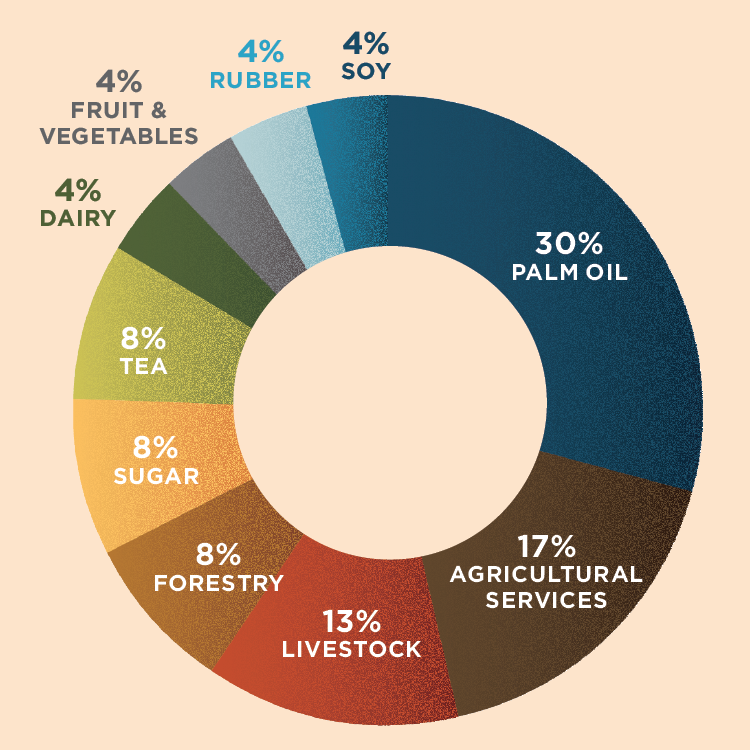 4%
SOY
4%
RUBBER
4%
FRUIT &
VEGETABLES
4%
DAIRY
30%
PALM OIL
8%
TEA
8%
SUGAR
17%
AGRICULTURAL
SERVICES
8%
FORESTRY
13%
LIVESTOCK